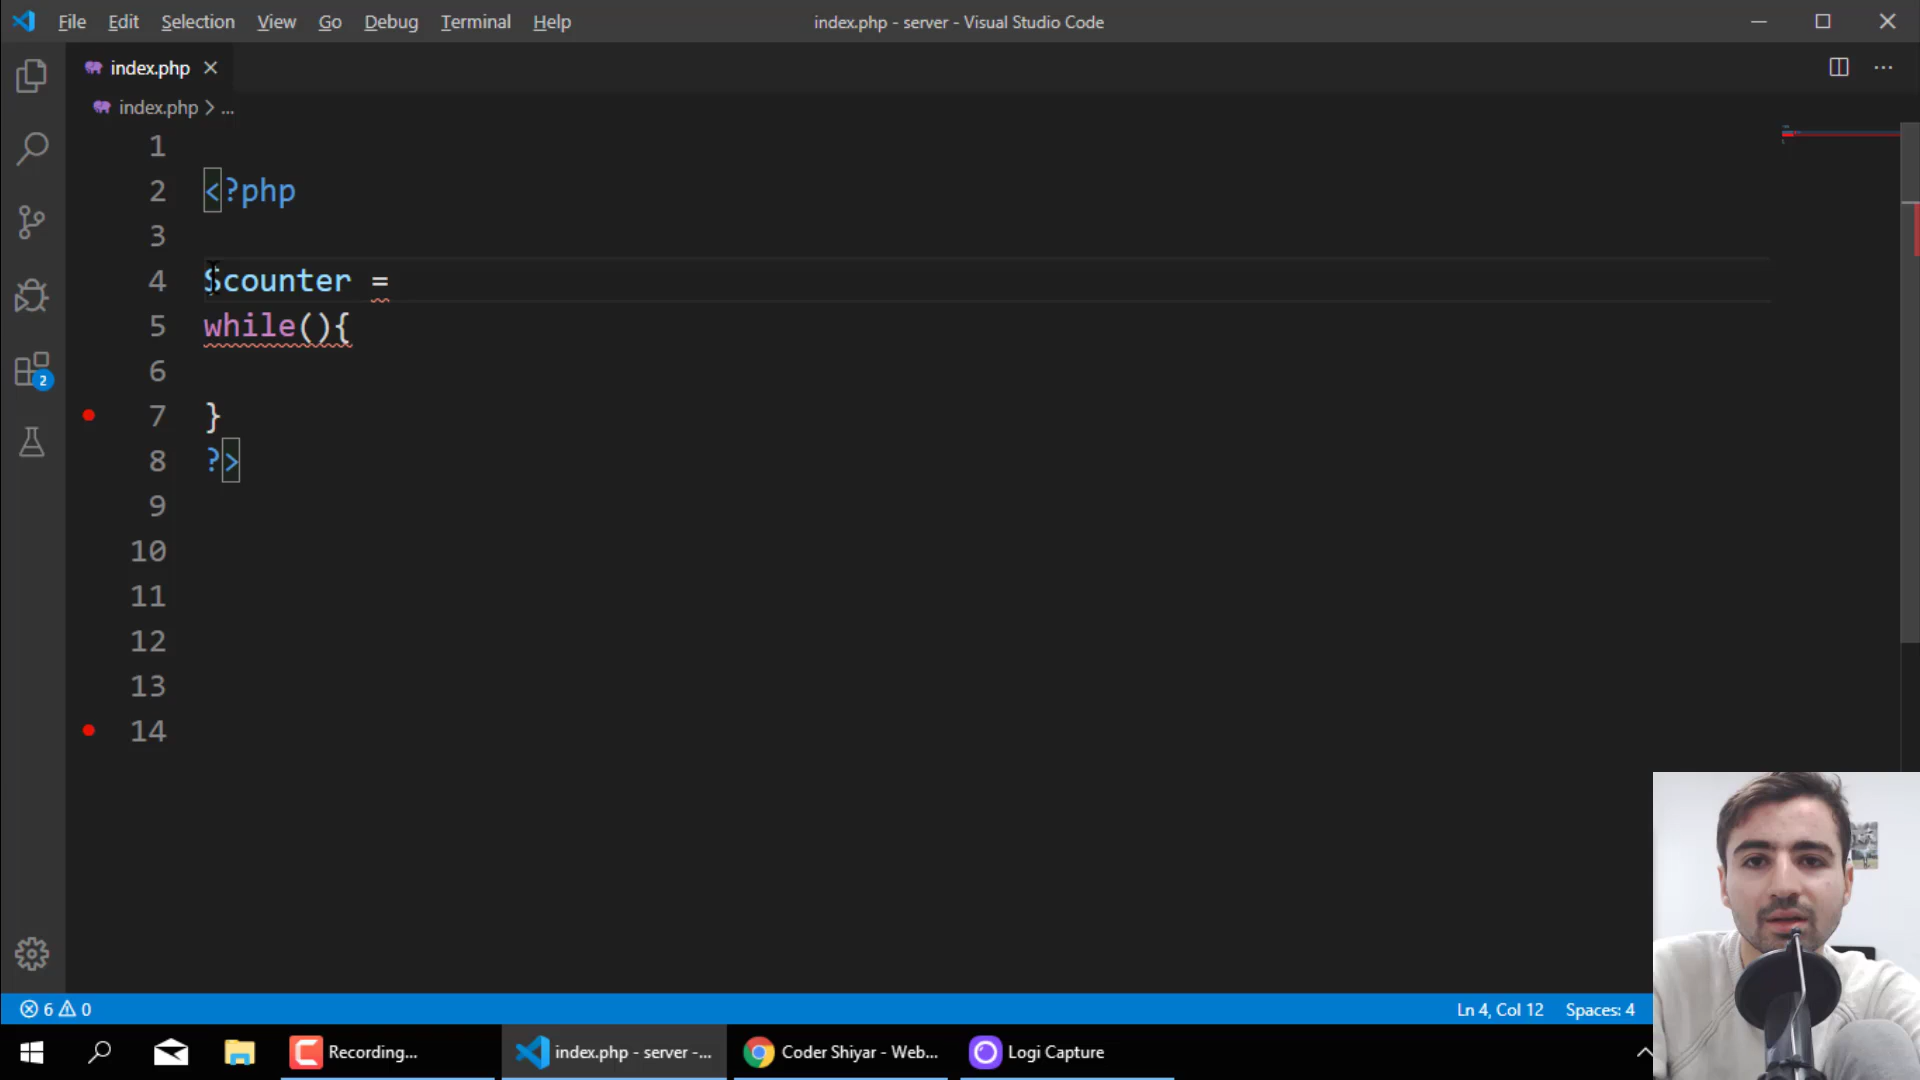 File Edit Selection View Go Debug Terminal Help index.php - server - Visual Studio Code
index.php
index.php > ...
1
2 <?php
3
4 $counter =
5 while(){
6
7 }
8 ?>
9
10
11
12
13
14
2
6 0 Ln 4, Col 12 Spaces: 4
Recording... index.php - server -... Coder Shiyar - Web... Logi Capture